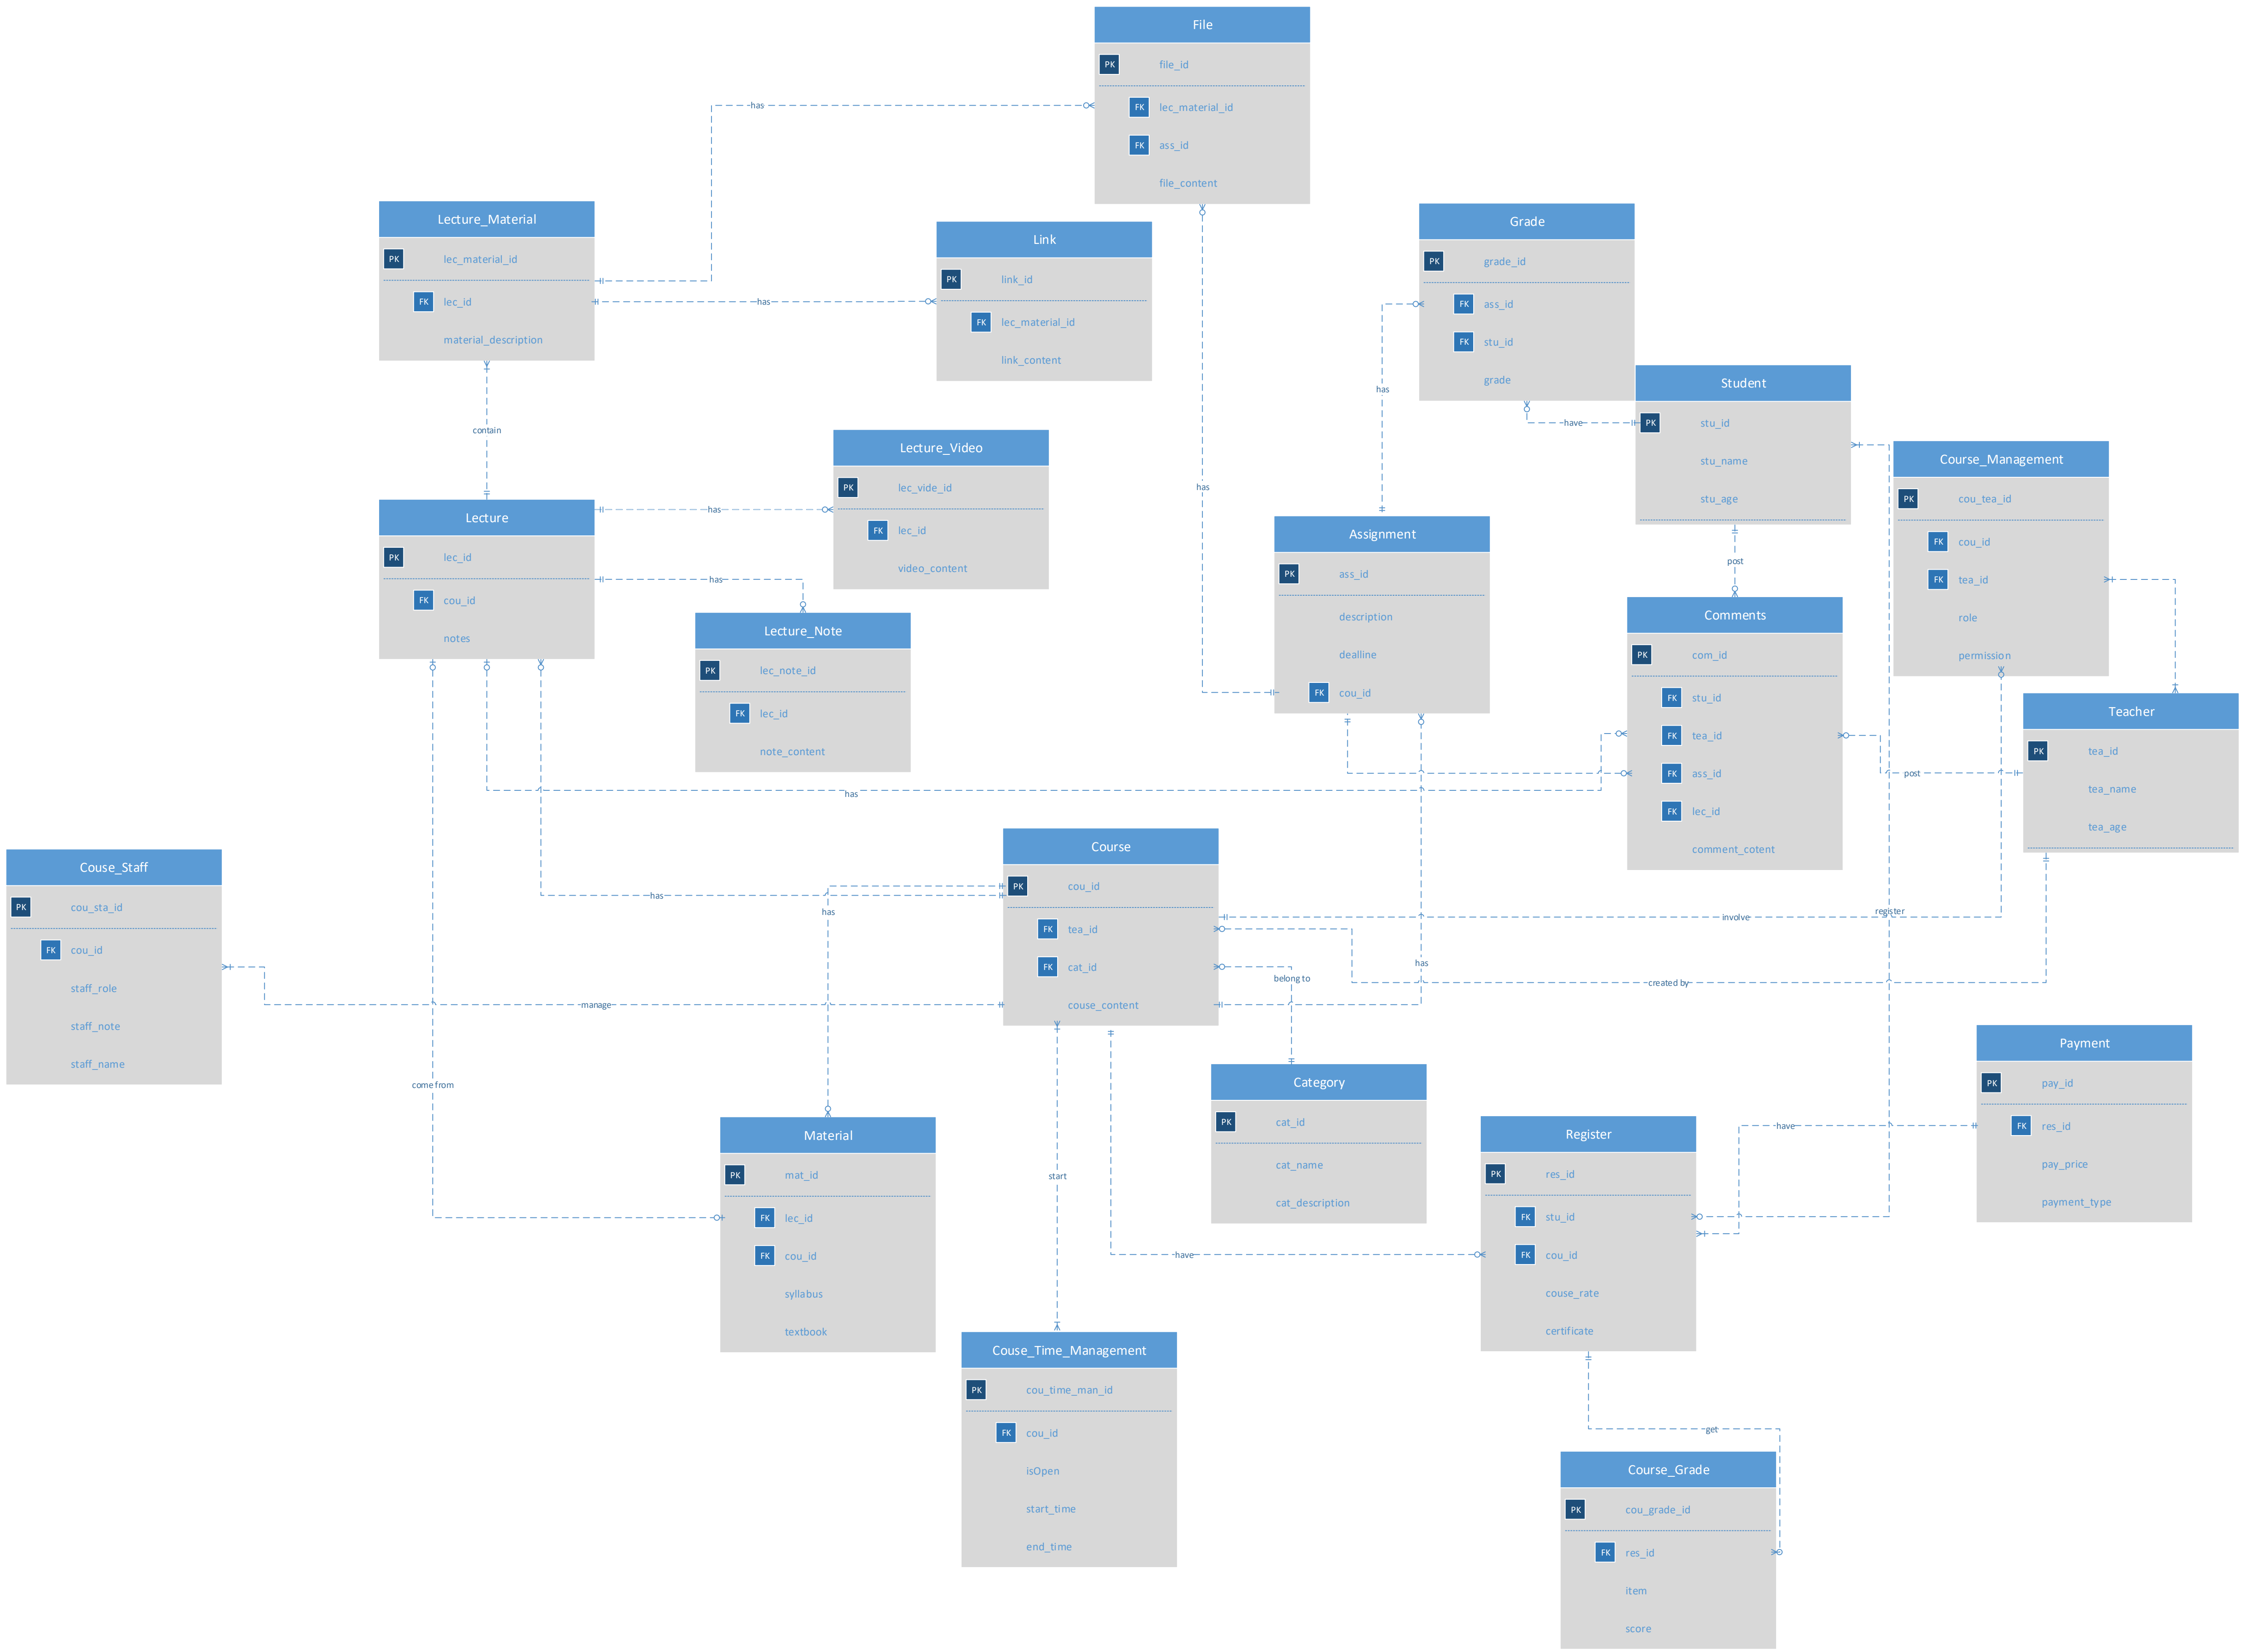 File
PK file_id
FK lec_material_id
FK ass_id
file_content
has
Lecture_Material
PK lec_material_id
FK lec_id
material_description
has
Link
PK link_id
FK lec_material_id
link_content
Grade
PK grade_id
FK ass_id
FK stu_id
grade
has
have
Student
PK stu_id
stu_name
stu_age
contain
Lecture_Video
PK lec_vide_id
FK lec_id
video_content
has
Course_Management
PK cou_tea_id
FK cou_id
FK tea_id
role
permission
Lecture
PK lec_id
FK cou_id
notes
has
has
Assignment
PK ass_id
description
dealline
FK cou_id
post
Lecture_Note
PK lec_note_id
FK lec_id
note_content
Comments
PK com_id
FK stu_id
FK tea_id
FK ass_id
FK lec_id
comment_cotent
Teacher
PK tea_id
tea_name
tea_age
post
has
Course
PK cou_id
FK tea_id
FK cat_id
couse_content
Couse_Staff
PK cou_sta_id
FK cou_id
staff_role
staff_note
staff_name
has
has
register
involve
has
belong to
created by
manage
come from
Payment
PK pay_id
FK res_id
pay_price
payment_type
Category
PK cat_id
cat_name
cat_description
Material
PK mat_id
FK lec_id
FK cou_id
syllabus
textbook
Register
PK res_id
FK stu_id
FK cou_id
couse_rate
certificate
have
start
have
Couse_Time_Management
PK cou_time_man_id
FK cou_id
isOpen
start_time
end_time
get
Course_Grade
PK cou_grade_id
FK res_id
item
score